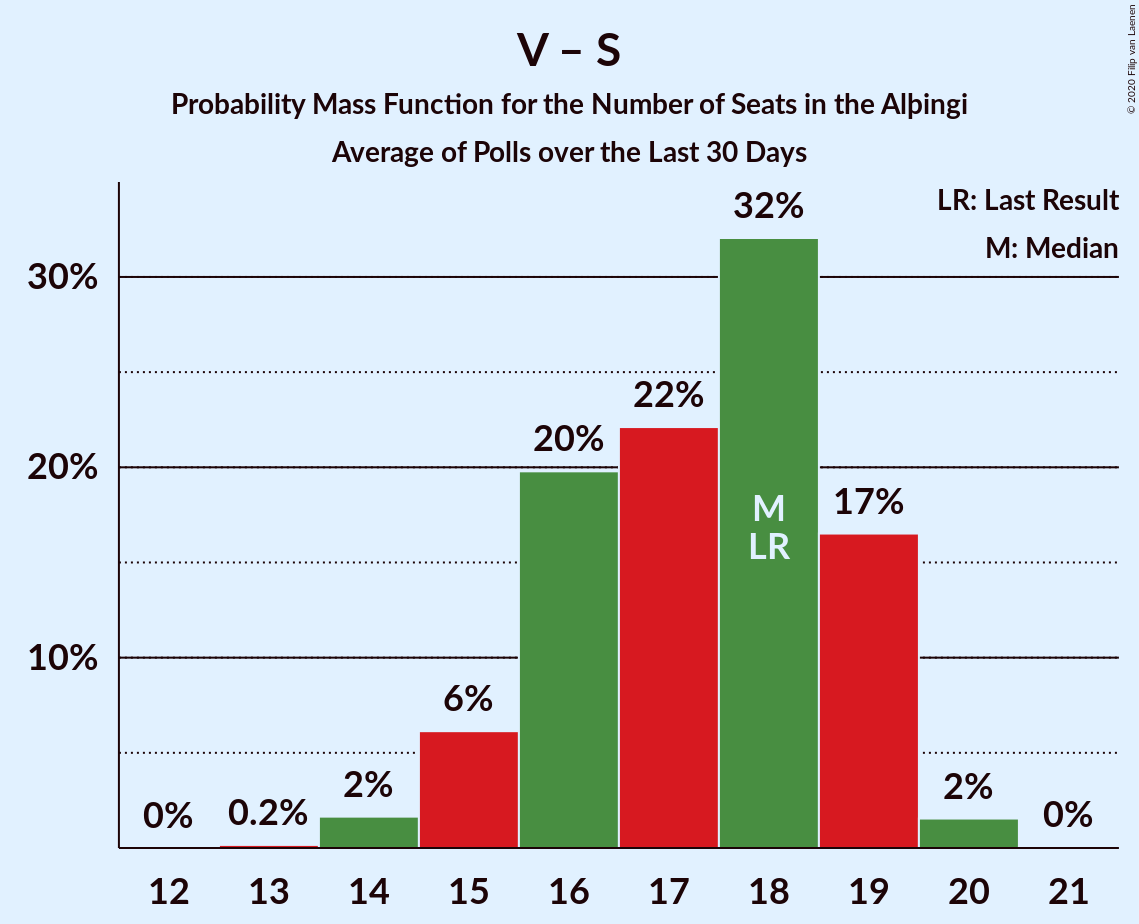 V – S
Probability Mass Function for the Number of Seats in the Alþingi
Average of Polls over the Last 30 Days
© 2020 Filip van Laenen
LR: Last Result
M: Median
30%
20%
10%
0%
0.2%
2%
6%
20%
22%
32%
17%
2%
0%
M
LR
12 13 14 15 16 17 18 19 20 21